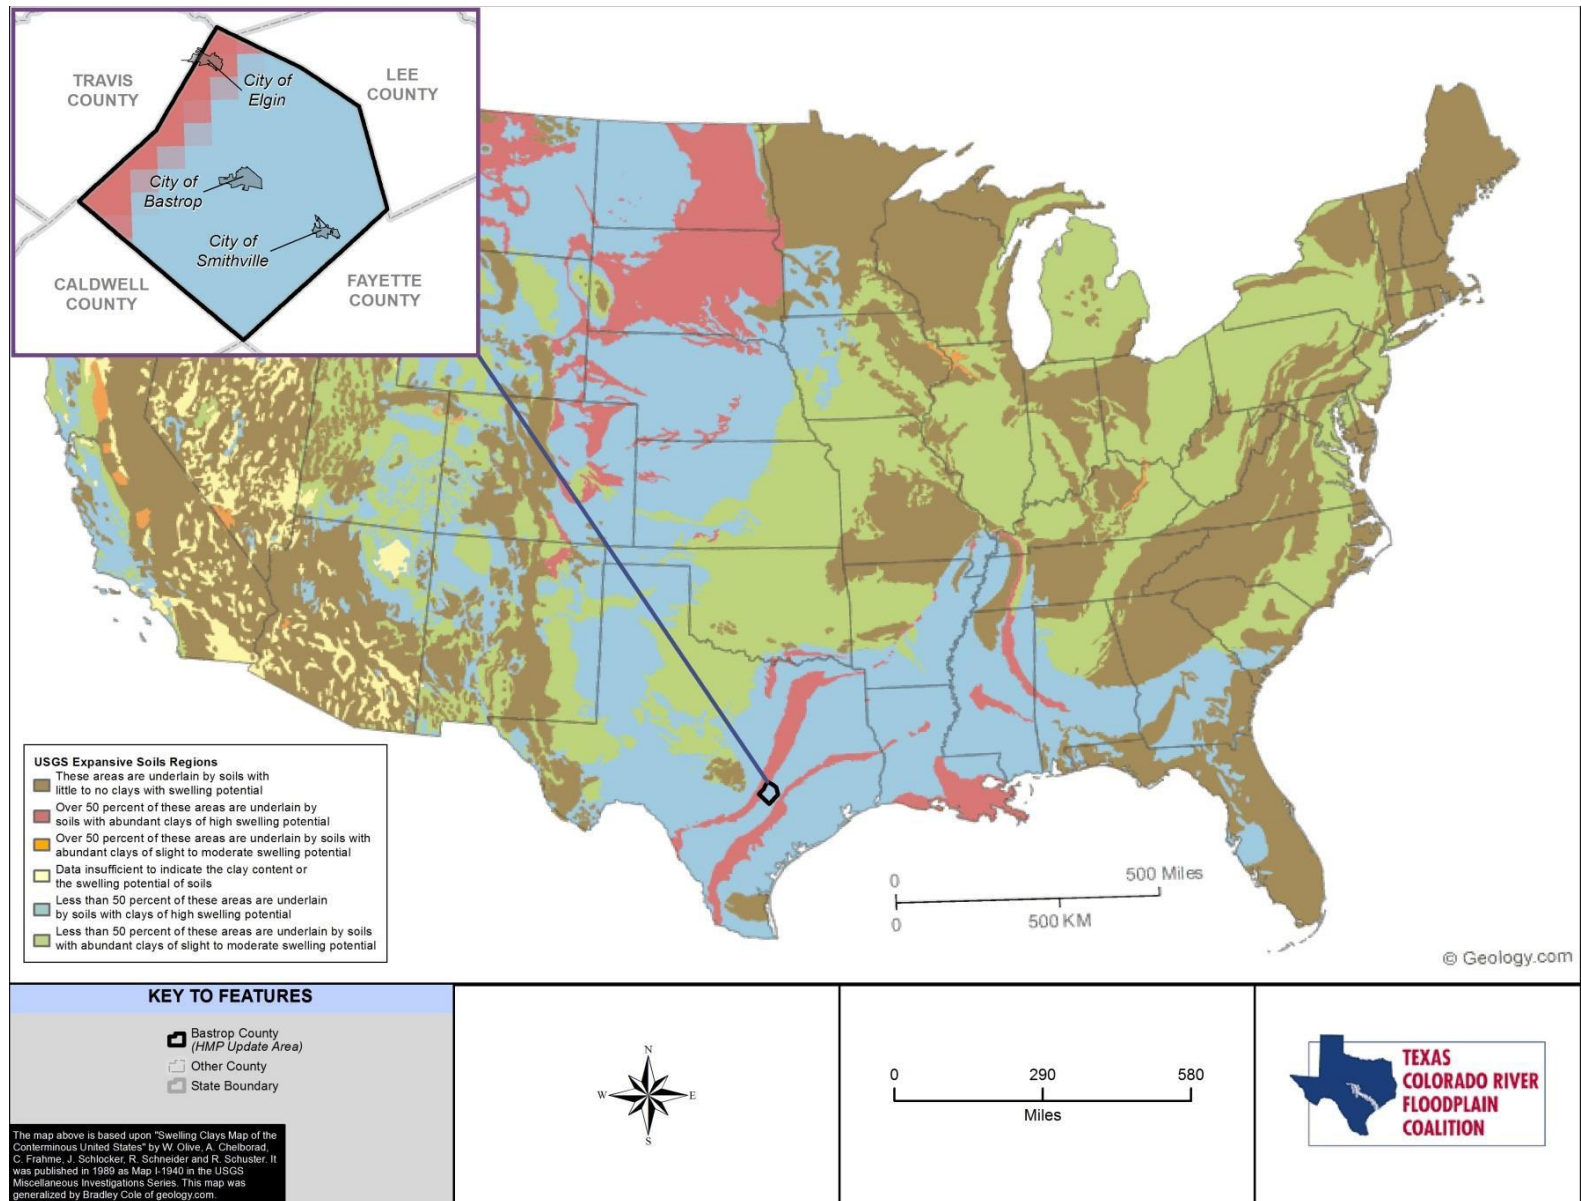 TRAVIS
COUNTY
LEE
COUNTY
City of
Elgin
City of
Bastrop
City of
Smithville
CALDWELL
COUNTY
FAYETTE
COUNTY
USGS Expansive Soils Regions
These areas are underlain by soils with
little to no clays with swelling potential
Over 50 percent of these areas are underlain by
soils with abundant clays of high swelling potential
Over 50 percent of these areas are underlain by soils with
abundant clays of slight to moderate swelling potential
Data insufficient to indicate the clay content or
the swelling potential of soils
Less than 50 percent of these areas are underlain
by soils with clays of high swelling potential
Less than 50 percent of these areas are underlain by soils
with abundant clays of slight to moderate swelling potential
0 500 Miles
0 500 KM
© Geology.com
KEY TO FEATURES
Bastrop County
(HMP Update Area)
Other County
State Boundary
The map above is based upon "Swelling Clays Map of the
Conterminous United States" by W. Olive, A. Chelborad,
C. Frahme, J. Schlocker, R. Schneider and R. Schuster. It
was published in 1989 as Map I-1940 in the USGS
Miscellaneous Investigations Series. This map was
generalized by Bradley Cole of geology.com.
N
W E
S
0 290 580
Miles
TEXAS
COLORADO RIVER
FLOODPLAIN
COALITION